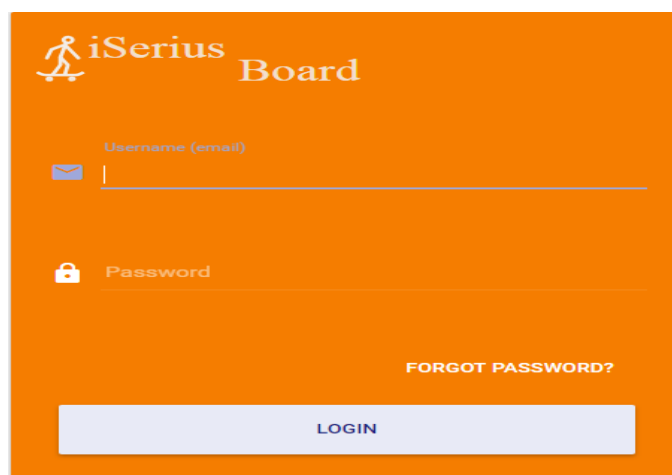 iSerius
Board
Username (email)
Password
FORGOT PASSWORD?
LOGIN